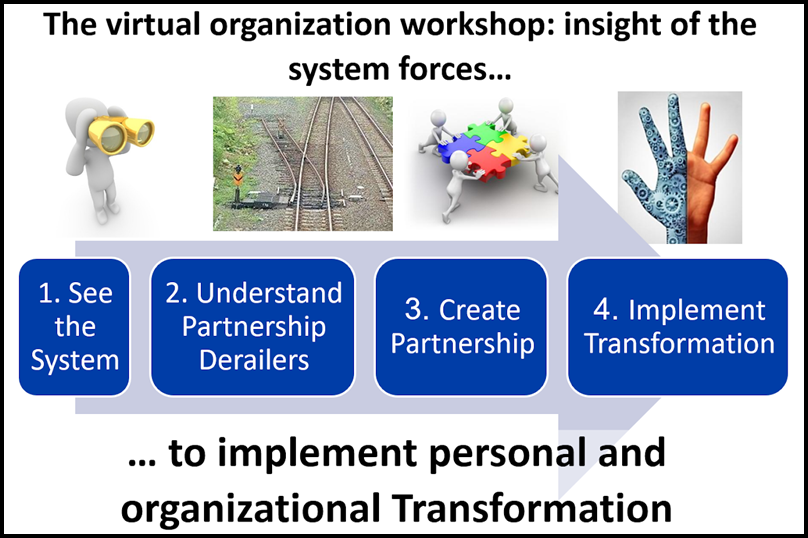 The virtual organization workshop: insight of the
system forces…
1. See
the
System
2. Understand
Partnership
Derailers
3. Create
Partnership
4. Implement
Transformation
… to implement personal and
organizational Transformation